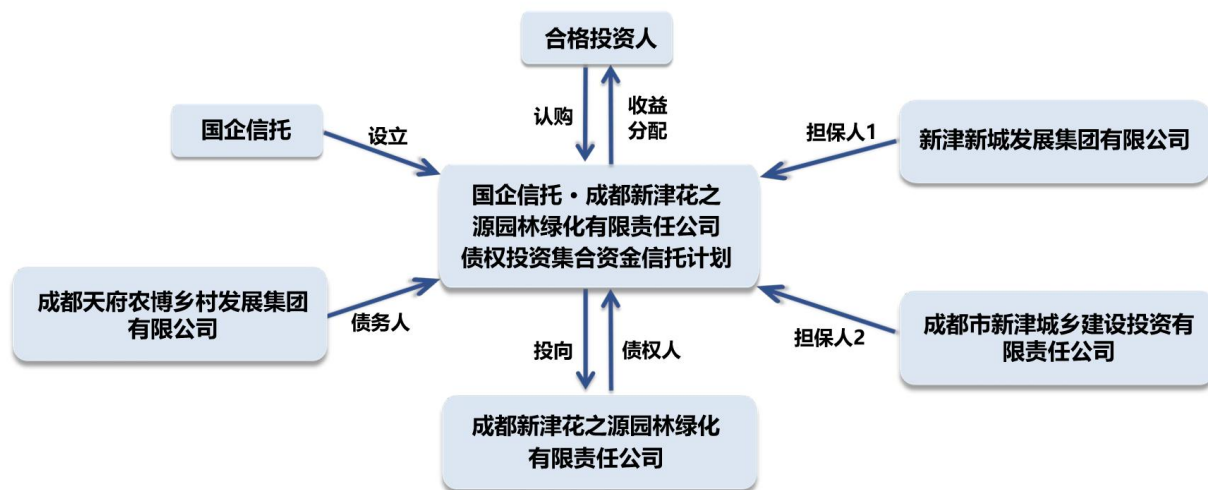 合格投资人
认购
收益
分配
国企信托
设立
担保人1
新津新城发展集团有限公司
国企信托·成都新津花之
源园林绿化有限责任公司
债权投资集合资金信托计划
成都天府农博乡村发展集团
有限公司
债务人
担保人2
成都市新津城乡建设投资有
限责任公司
投向
债权人
成都新津花之源园林绿化
有限责任公司